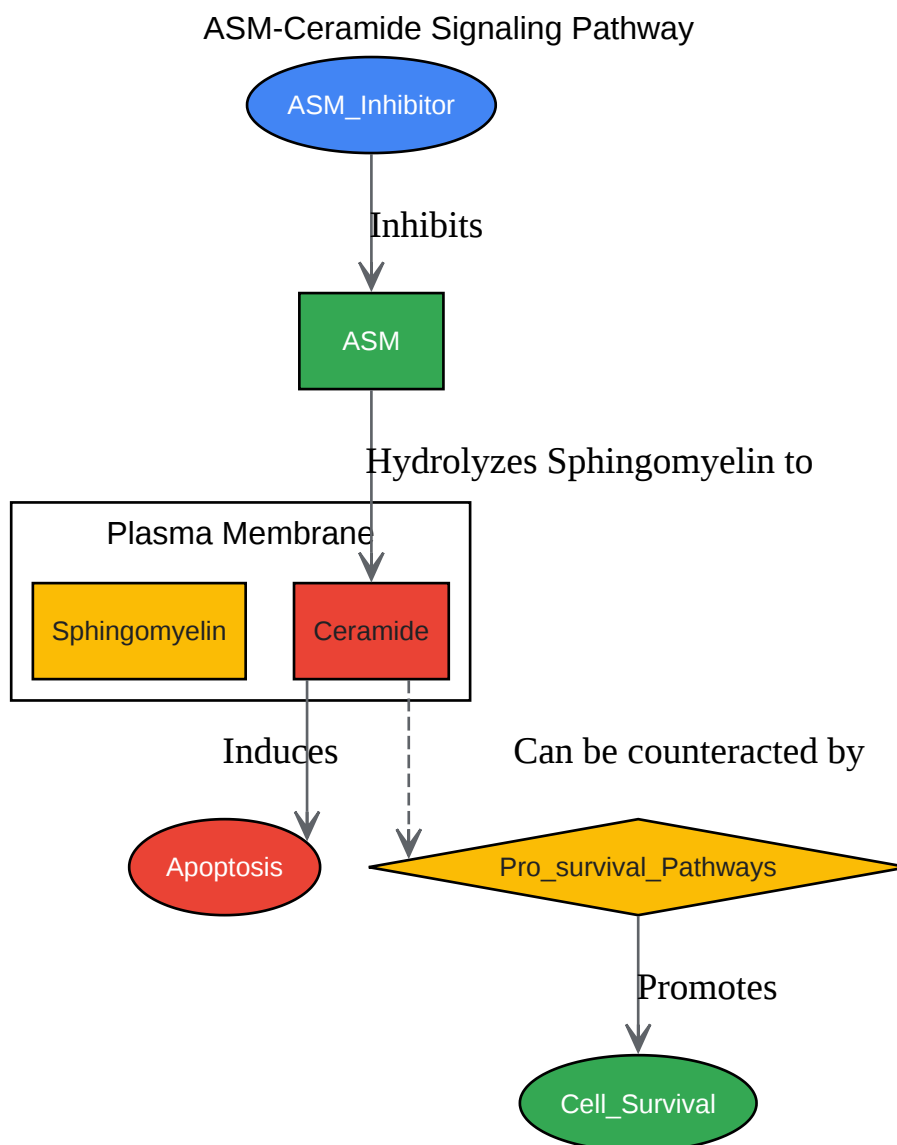 ASM-Ceramide Signaling Pathway
ASM_Inhibitor
Inhibits
ASM
Hydrolyzes Sphingomyelin to
Plasma Membrane
Sphingomyelin
Ceramide
Induces
Can be counteracted by
Apoptosis
Pro_survival_Pathways
Promotes
Cell_Survival